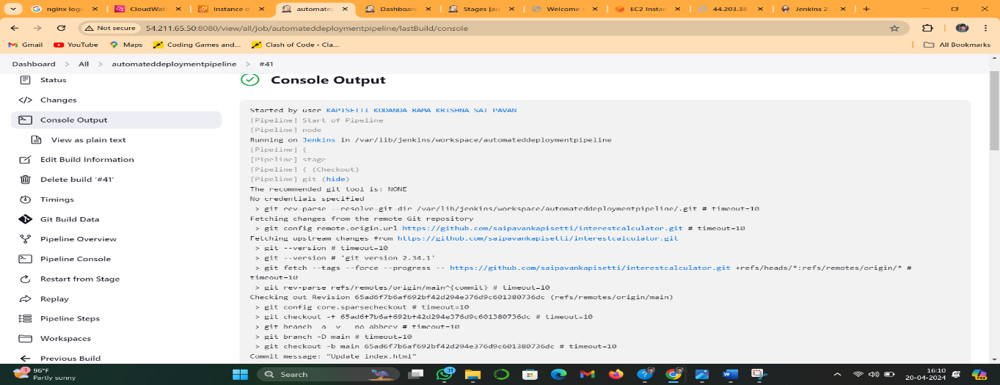 nginx logo
CloudWat
Instance d
automated
Dashboard
Stages [au
Welcome t
EC2 Instan
44.203.38.
Jenkins 2.
Not secure
54.211.65.50:8080/view/all/job/automateddeploymentpipeline/lastBuild/console
Gmail
YouTube
Maps
Coding Games and...
Clash of Code - Cla...
All Bookmarks
Dashboard > All > automateddeploymentpipeline > #41
Status
Changes
Console Output
View as plain text
Edit Build Information
Delete build '#41'
Timings
Git Build Data
Pipeline Overview
Pipeline Console
Restart from Stage
Replay
Pipeline Steps
Workspaces
Previous Build
Console Output
Started by user KAPISETTI KODANDA RAMA KRISHNA SAI PAVAN
[Pipeline] Start of Pipeline
[Pipeline] node
Running on Jenkins in /var/lib/jenkins/workspace/automateddeploymentpipeline
[Pipeline] {
[Pipeline] stage
[Pipeline] { (Checkout)
[Pipeline] git (hide)
The recommended git tool is: NONE
No credentials specified
> git rev-parse --resolve-git-dir /var/lib/jenkins/workspace/automateddeploymentpipeline/.git # timeout=10
Fetching changes from the remote Git repository
> git config remote.origin.url https://github.com/saipavankapisetti/interestcalculator.git # timeout=10
Fetching upstream changes from https://github.com/saipavankapisetti/interestcalculator.git
> git --version # timeout=10
> git --version # 'git version 2.34.1'
> git fetch --tags --force --progress -- https://github.com/saipavankapisetti/interestcalculator.git +refs/heads/*:refs/remotes/origin/* #
timeout=10
> git rev-parse refs/remotes/origin/main^{commit} # timeout=10
Checking out Revision 65ad6f7b6af692bf42d294e376d9c601380736dc (refs/remotes/origin/main)
> git config core.sparsecheckout # timeout=10
> git checkout -f 65ad6f7b6af692bf42d294e376d9c601380736dc # timeout=10
> git branch -a -v --no-abbrev # timeout=10
> git branch -D main # timeout=10
> git checkout -b main 65ad6f7b6af692bf42d294e376d9c601380736dc # timeout=10
Commit message: "Update index.html"
1
96°F
Partly sunny
Search
31
16:10
20-04-2024